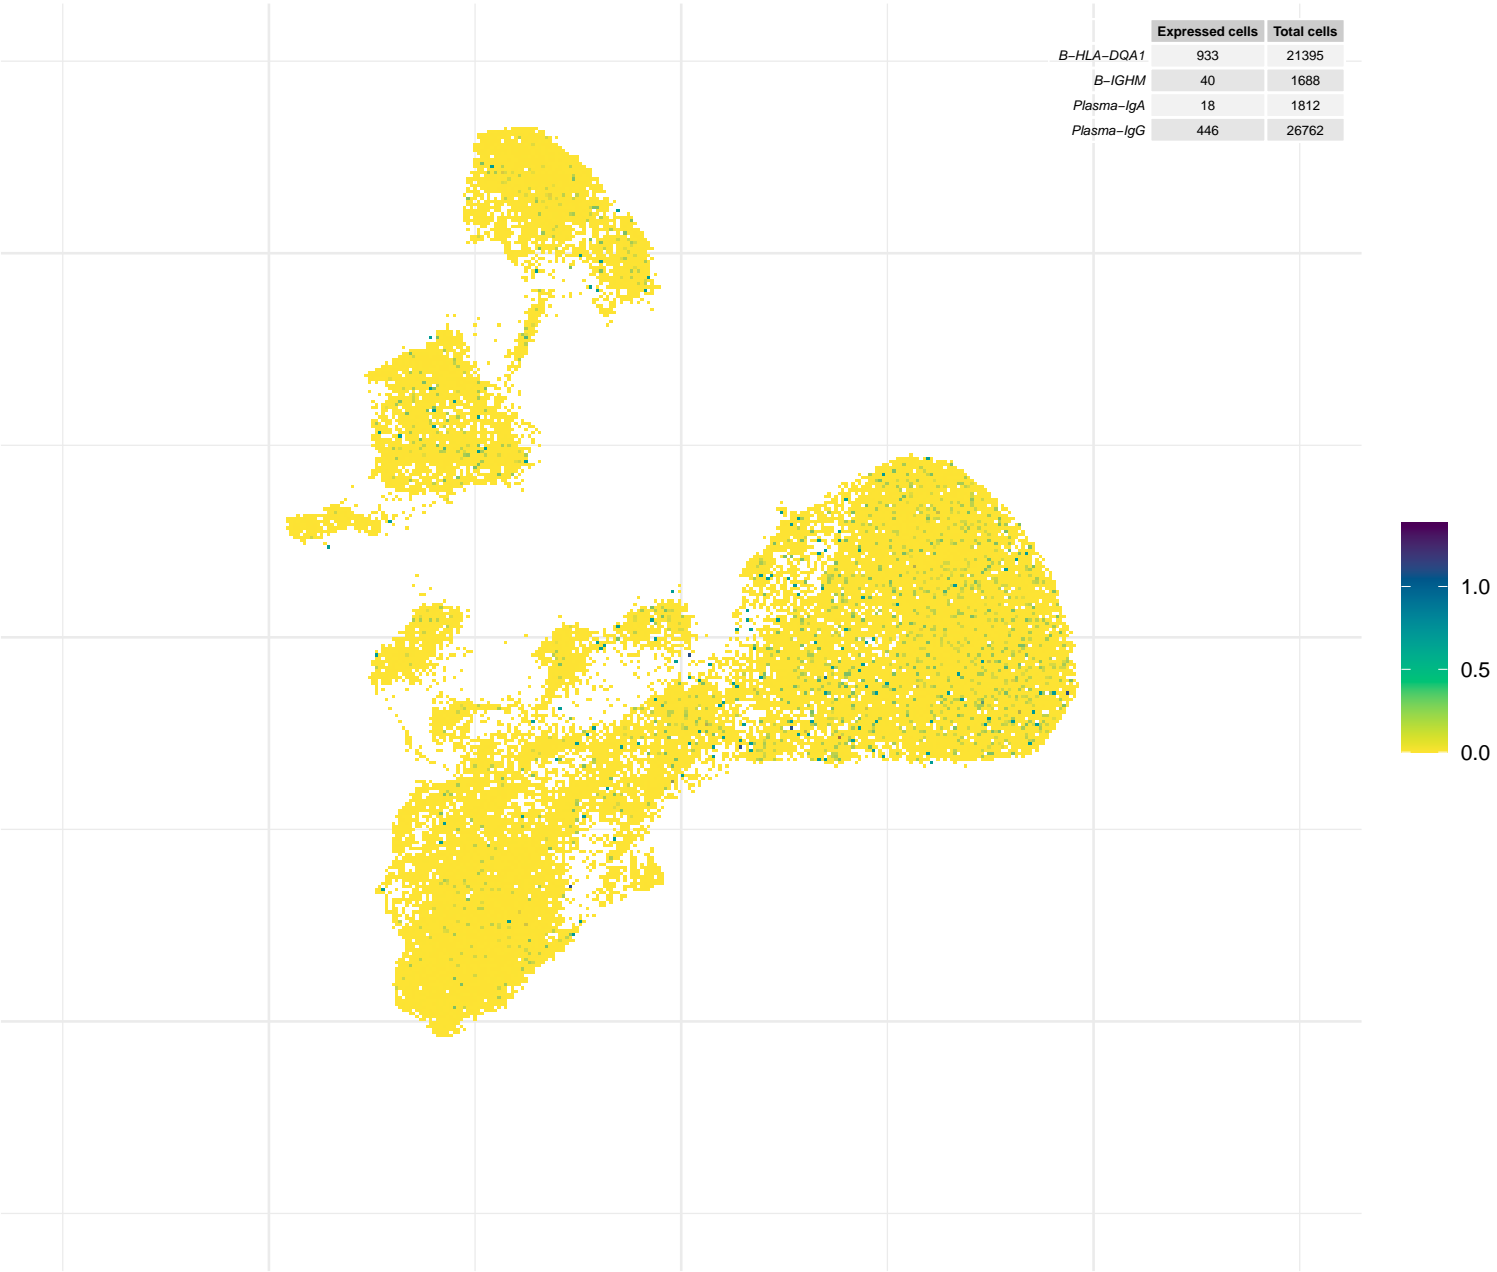 Expressed cells Total cells
B−HLA−DQA1 933 21395
B−IGHM 40 1688
Plasma−IgA 18 1812
Plasma−IgG 446 26762
1.0
0.5
0.0